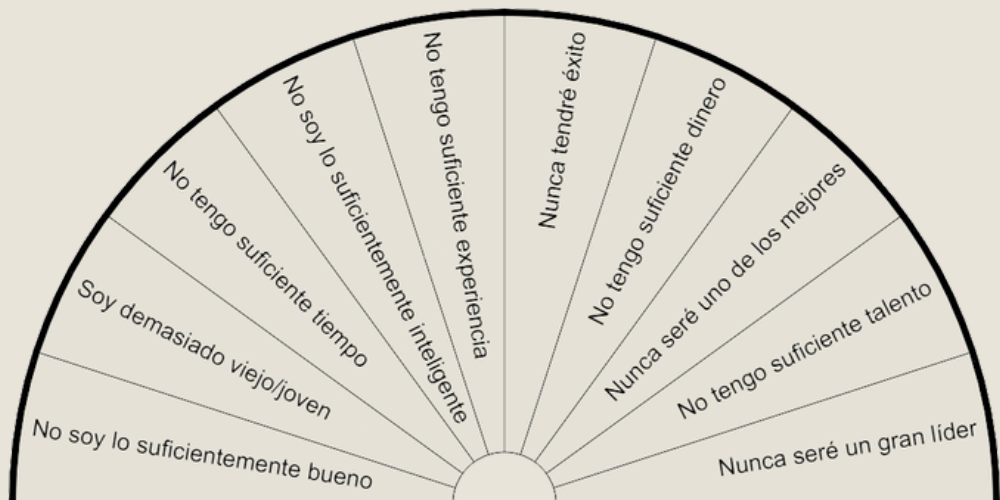 No soy lo suficientemente bueno
Soy demasiado viejo/joven
No tengo suficiente tiempo
No soy lo suficientemente inteligente
No tengo suficiente experiencia
Nunca tendré éxito
No tengo suficiente dinero
Nunca seré uno de los mejores
No tengo suficiente talento
Nunca seré un gran líder